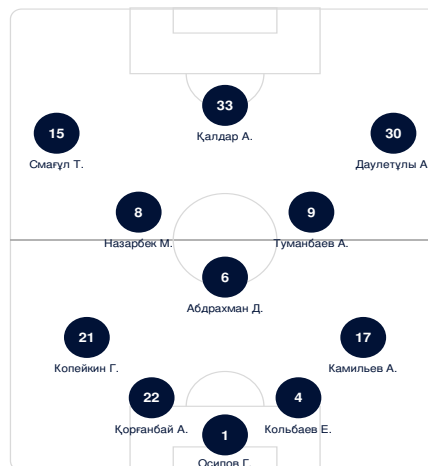 33
Қалдар А.
15
Смағұл Т.
30
Даулетұлы А
8
Назарбек М.
9
Туманбаев А.
6
Абдрахман Д.
21
Копейкин Г.
17
Камильев А.
22
Қорғанбай А.
4
Кольбаев Е.
1
Осипов Г.